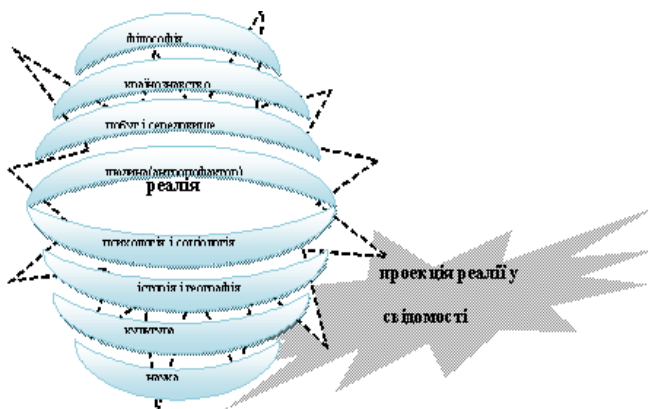 філософія
країнознавство
побут і середовище
людина(антропофактор)
реалія
психологія і соціологія
історія і географія
культура
наука
проекція реалії у
свідомості